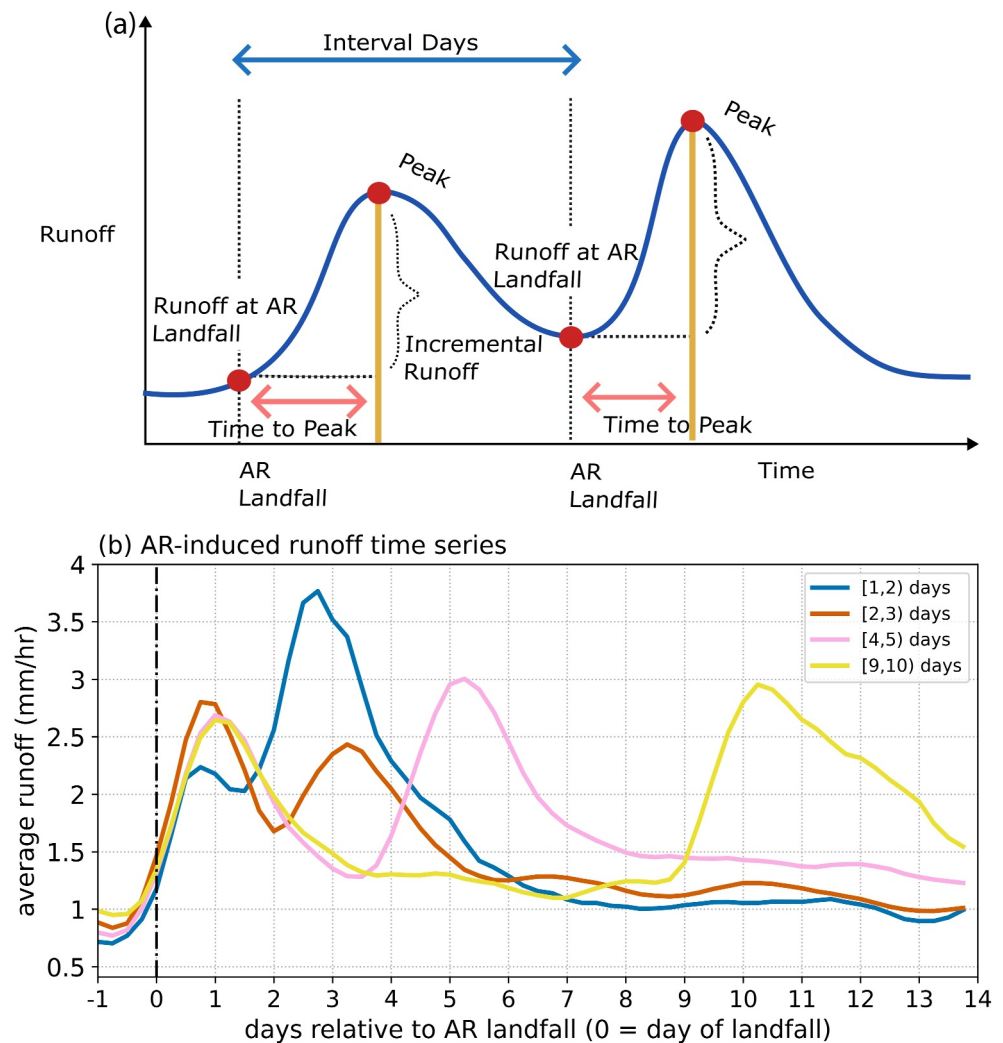 (a)
Interval Days
Peak
Peak
Runoff
Runoff at AR
Landfall
Runoff at AR
Landfall
Incremental
Runoff
Time to Peak
Time to Peak
AR
Landfall
AR
Landfall
Time
(b) AR-induced runoff time series
4
3.5
3
2.5
2
1.5
1
0.5
average runoff (mm/hr)
[1,2) days
[2,3) days
[4,5) days
[9,10) days
-1 0 1 2 3 4 5 6 7 8 9 10 11 12 13 14
days relative to AR landfall (0 = day of landfall)